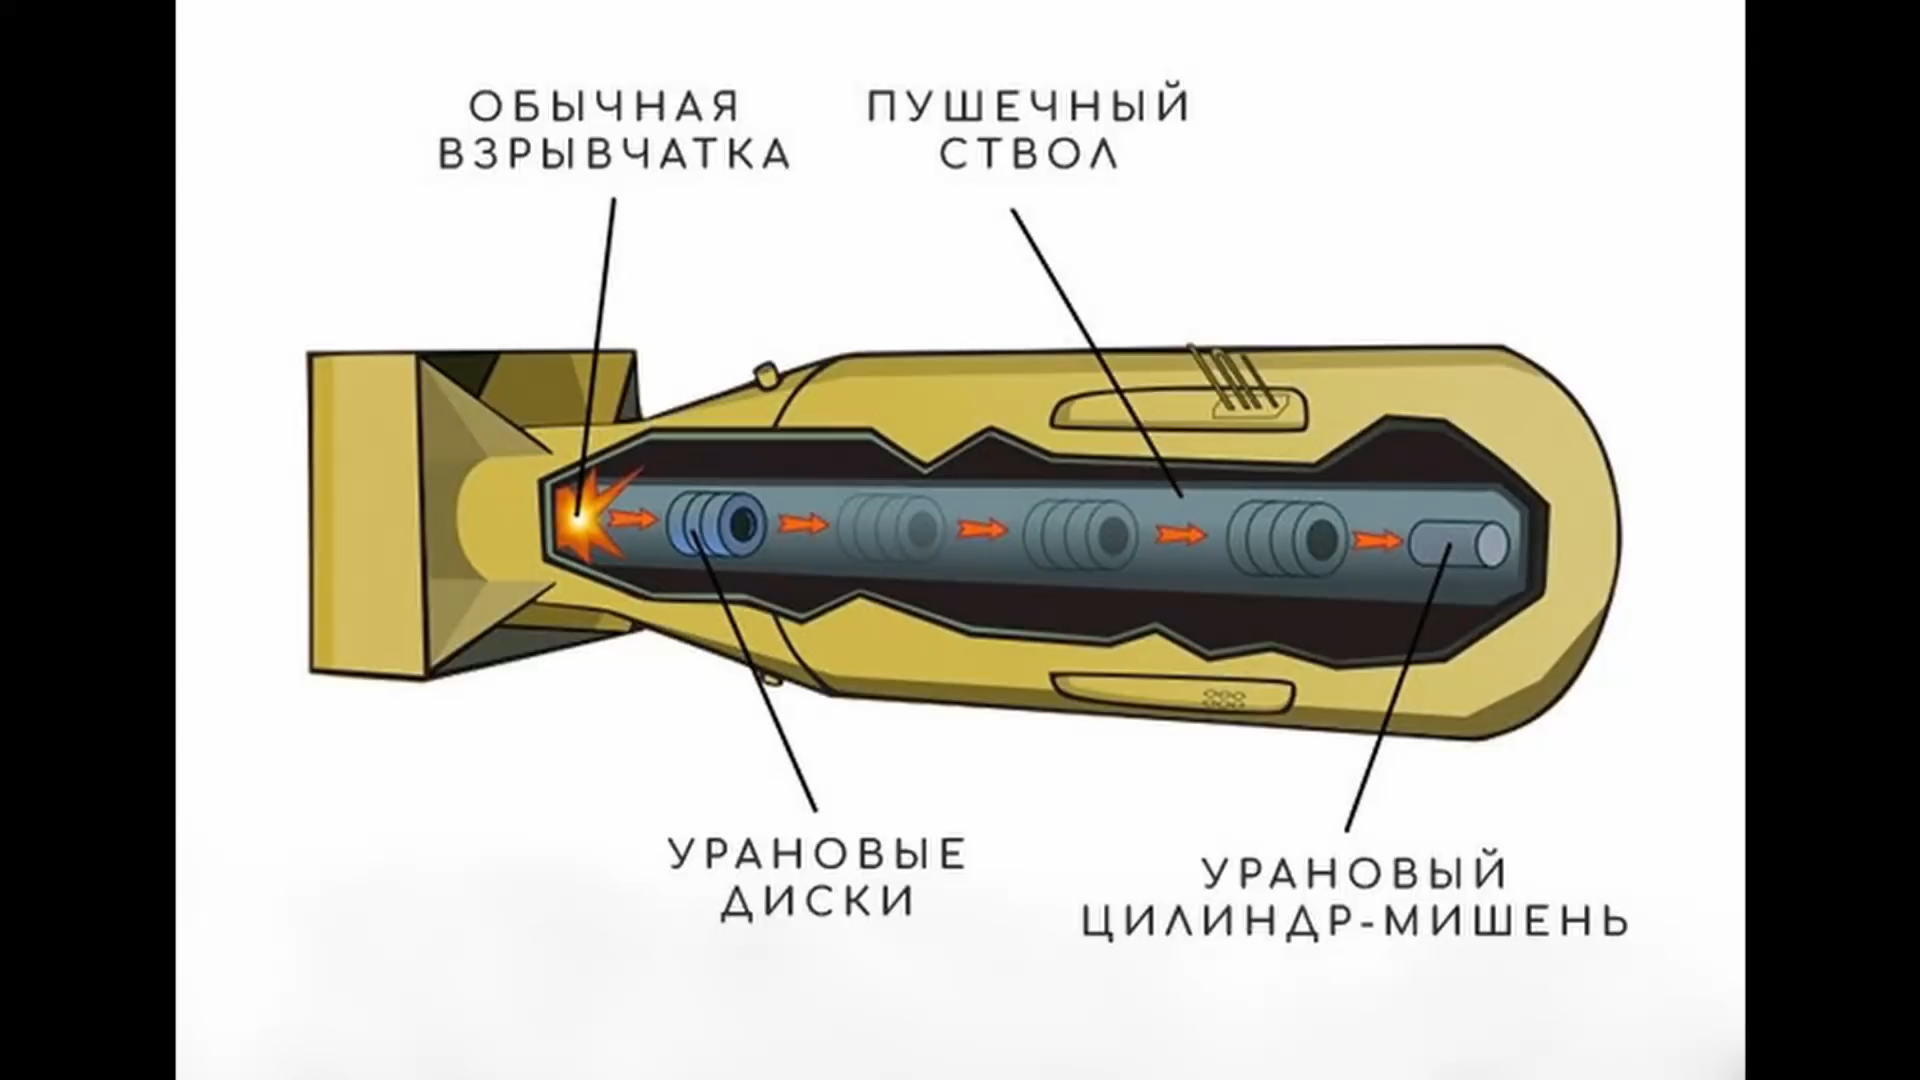 ОБЫЧНАЯ
ВЗРЫВЧАТКА
ПУШЕЧНЫЙ
СТВОЛ
УРАНОВЫЕ
ДИСКИ
УРАНОВЫЙ
ЦИЛИНДР-МИШЕНЬ